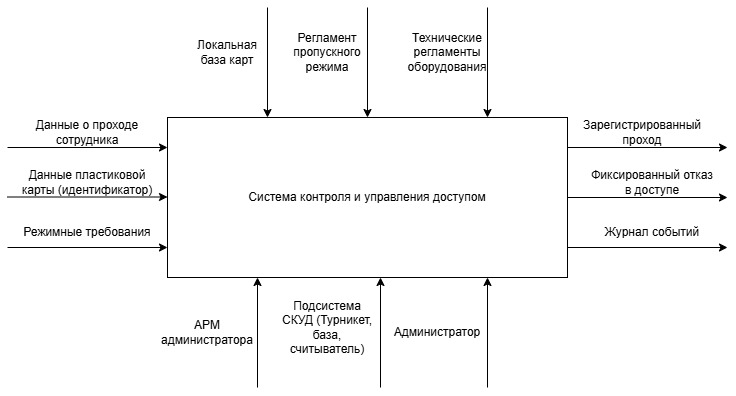 Локальная
база карт
Регламент
пропускного
режима
Технические
регламенты
оборудования
Данные о проходе
сотрудника
Данные пластиковой
карты (идентификатор)
Режимные требования
Система контроля и управления доступом
Зарегистрированный
проход
Фиксированный отказ
в доступе
Журнал событий
АРМ
администратора
Подсистема
СКУД (Турникет,
база,
считыватель)
Администратор